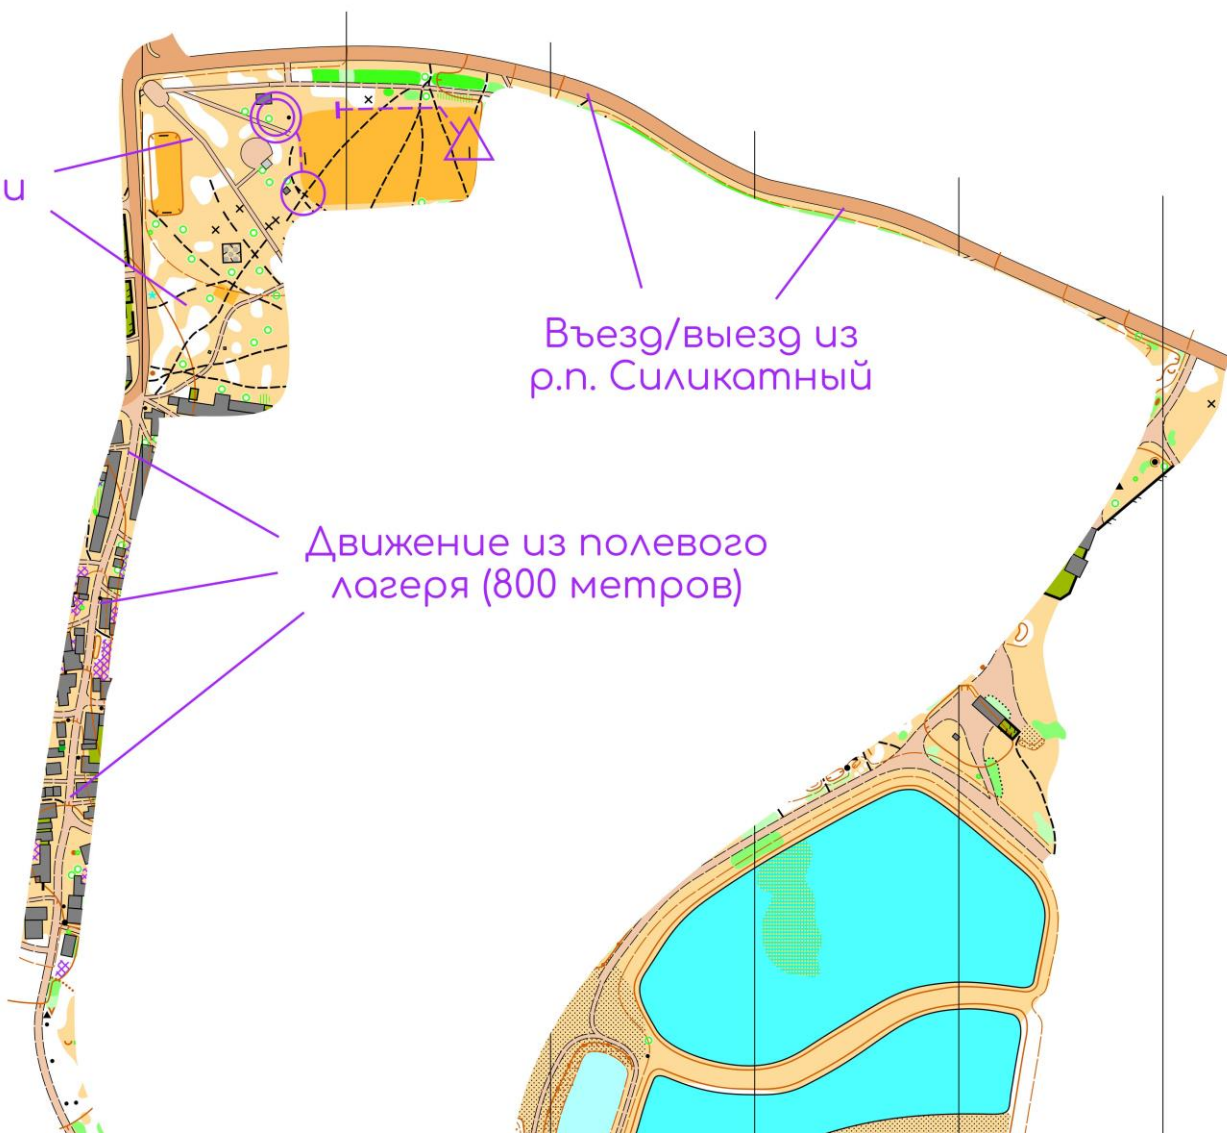 и
Въезд/выезд из
р.п. Силикатный
Движение из полевого
лагеря (800 метров)